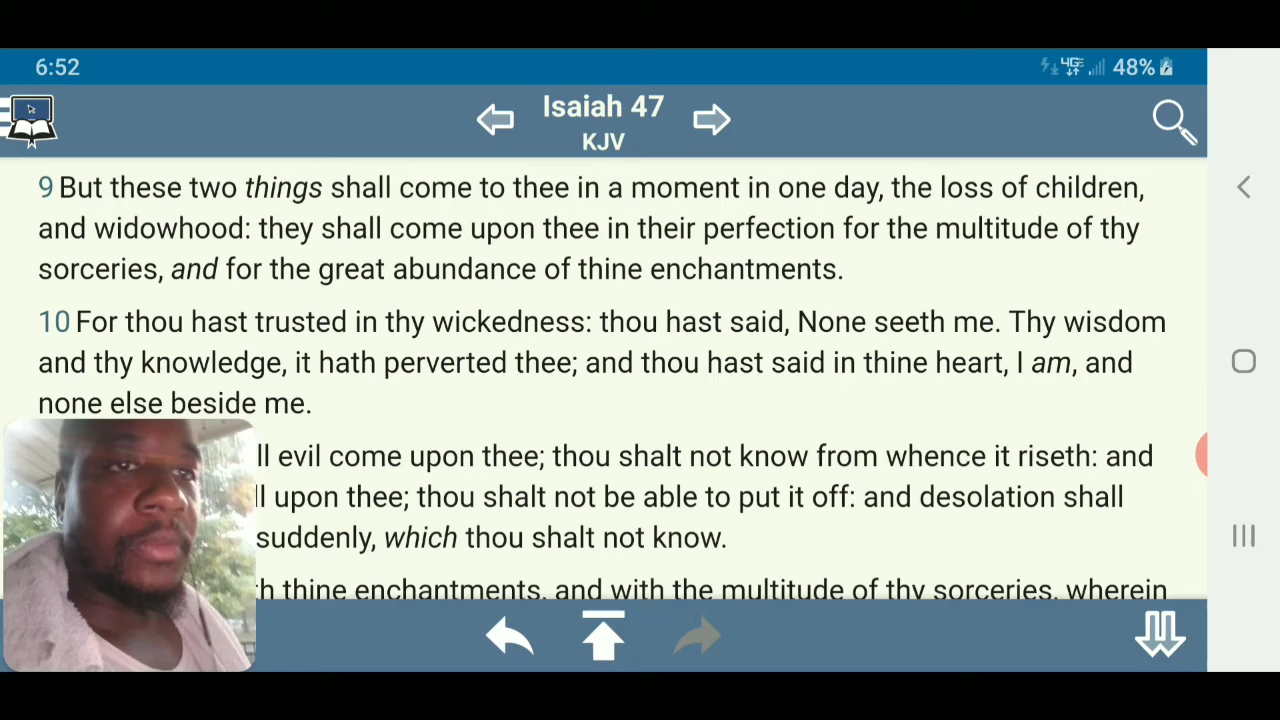 6:52
4G 48%
Isaiah 47
KJV
9 But these two things shall come to thee in a moment in one day, the loss of children,
and widowhood: they shall come upon thee in their perfection for the multitude of thy
sorceries, and for the great abundance of thine enchantments.
10 For thou hast trusted in thy wickedness: thou hast said, None seeth me. Thy wisdom
and thy knowledge, it hath perverted thee; and thou hast said in thine heart, I am, and
none else beside me.
ll evil come upon thee; thou shalt not know from whence it riseth: and
ll upon thee; thou shalt not be able to put it off: and desolation shall
suddenly, which thou shalt not know.
h thine enchantments, and with the multitude of thy sorceries, wherein